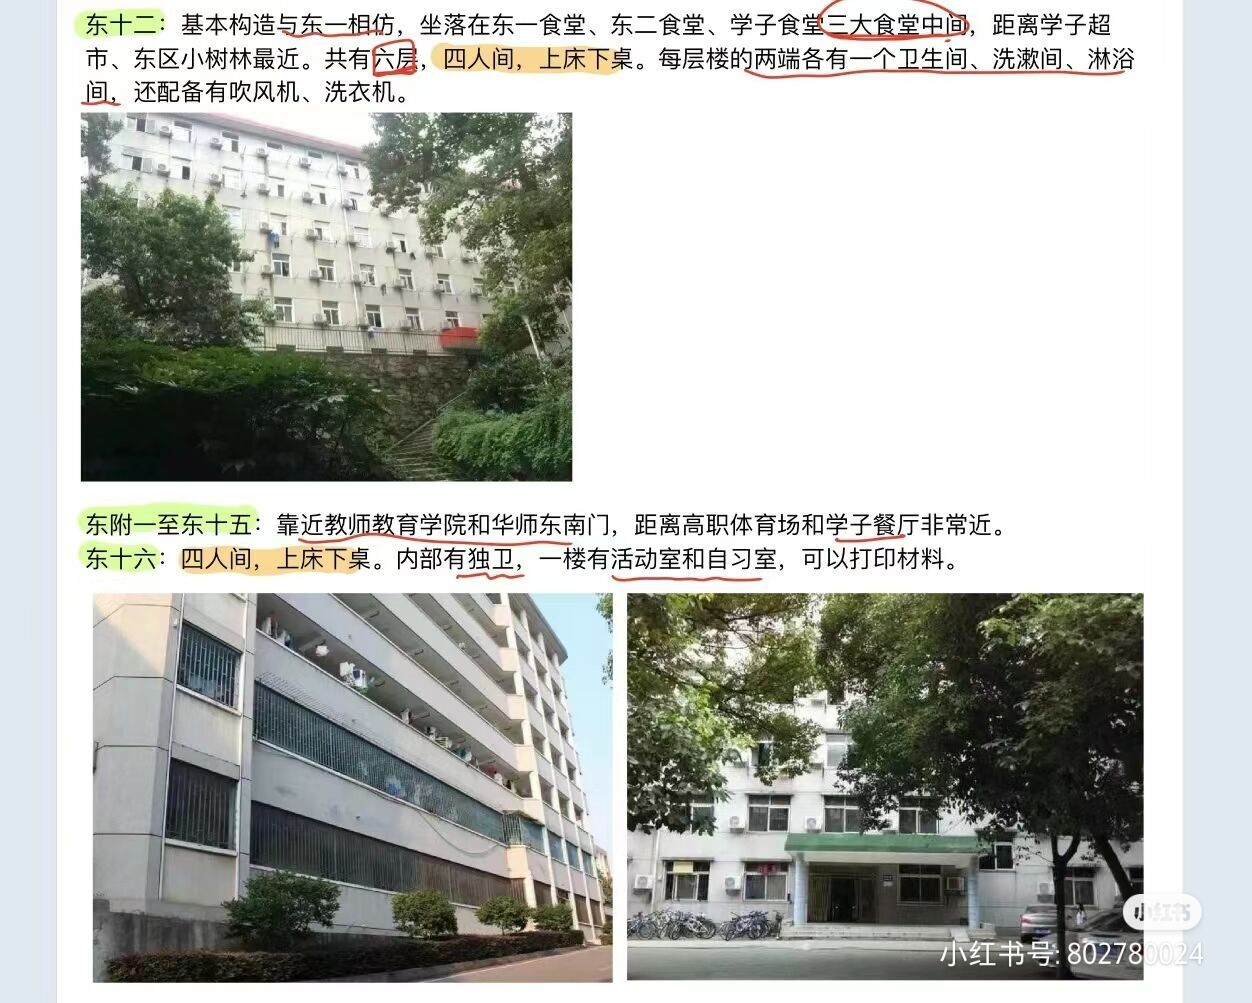 东十二：基本构造与东一相仿，坐落在东一食堂、东二食堂、学子食堂三大食堂中间，距离学子超
市、东区小树林最近。共有六层，四人间，上床下桌。每层楼的两端各有一个卫生间、洗漱间、淋浴
间，还配备有吹风机、洗衣机。
东附一至东十五：靠近教师教育学院和华师东南门，距离高职体育场和学子餐厅非常近。
东十六：四人间，上床下桌。内部有独卫，一楼有活动室和自习室，可以打印材料。
小红书
小红书号: 802780024